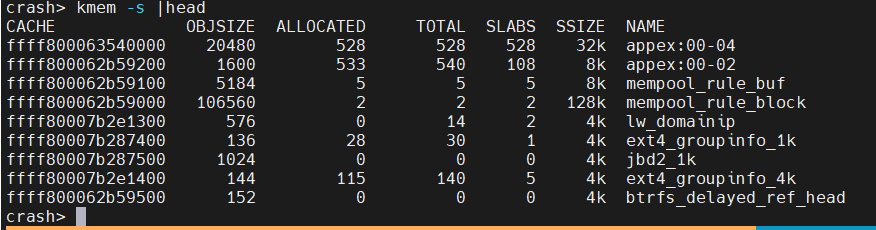 crash> kmem -s |head
CACHE OBJSIZE ALLOCATED TOTAL SLABS SSIZE NAME
ffff800063540000 20480 528 528 528 32k appex:00-04
ffff800062b59200 1600 533 540 108 8k appex:00-02
ffff800062b59100 5184 5 5 5 8k mempool_rule_buf
ffff800062b59000 106560 2 2 2 128k mempool_rule_block
ffff80007b2e1300 576 0 14 2 4k lw_domainip
ffff80007b287400 136 28 30 1 4k ext4_groupinfo_1k
ffff80007b287500 1024 0 0 0 4k jbd2_1k
ffff80007b2e1400 144 115 140 5 4k ext4_groupinfo_4k
ffff800062b59500 152 0 0 0 4k btrfs_delayed_ref_head
crash>